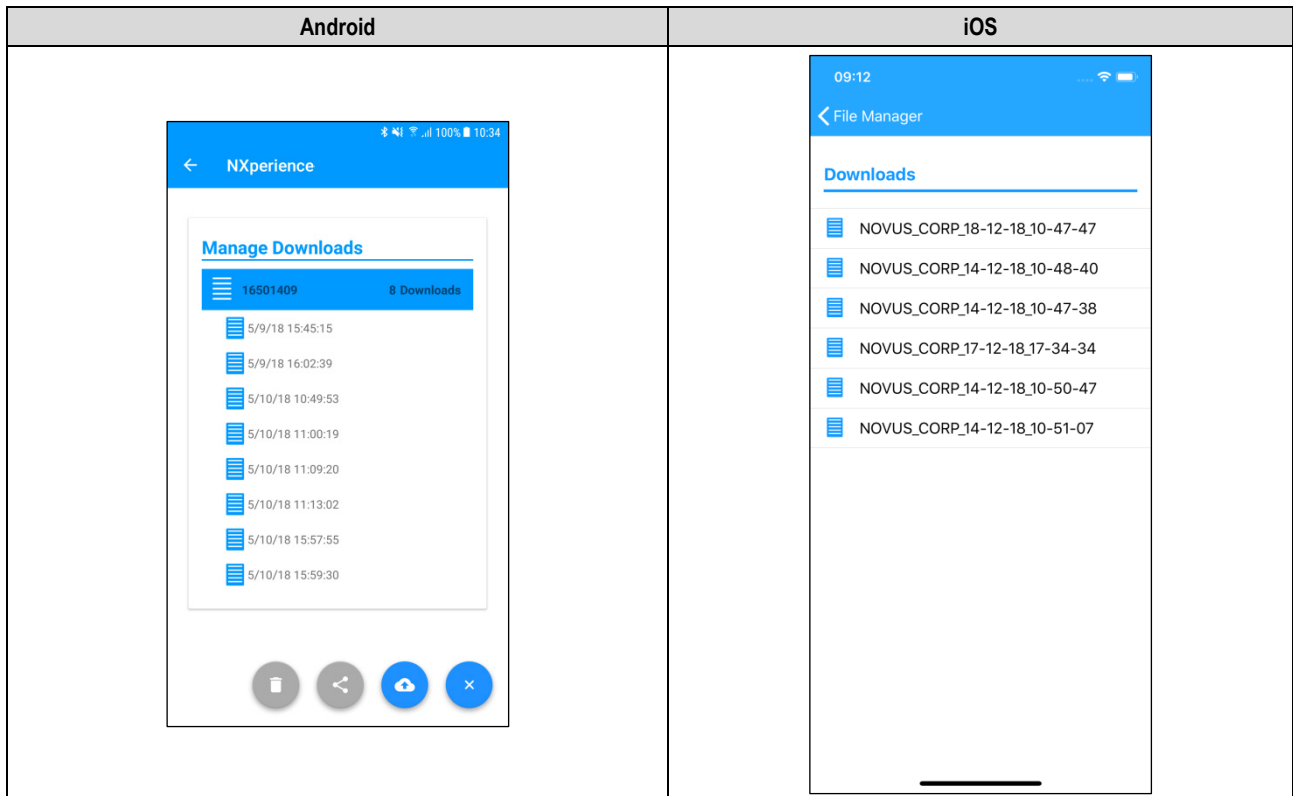 Android
iOS
100% 10:34
NXperience
Manage Downloads
16501409 8 Downloads
5/9/18 15:45:15
5/9/18 16:02:39
5/10/18 10:49:53
5/10/18 11:00:19
5/10/18 11:09:20
5/10/18 11:13:02
5/10/18 15:57:55
5/10/18 15:59:30
09:12
File Manager
Downloads
NOVUS_CORP_18-12-18_10-47-47
NOVUS_CORP_14-12-18_10-48-40
NOVUS_CORP_14-12-18_10-47-38
NOVUS_CORP_17-12-18_17-34-34
NOVUS_CORP_14-12-18_10-50-47
NOVUS_CORP_14-12-18_10-51-07